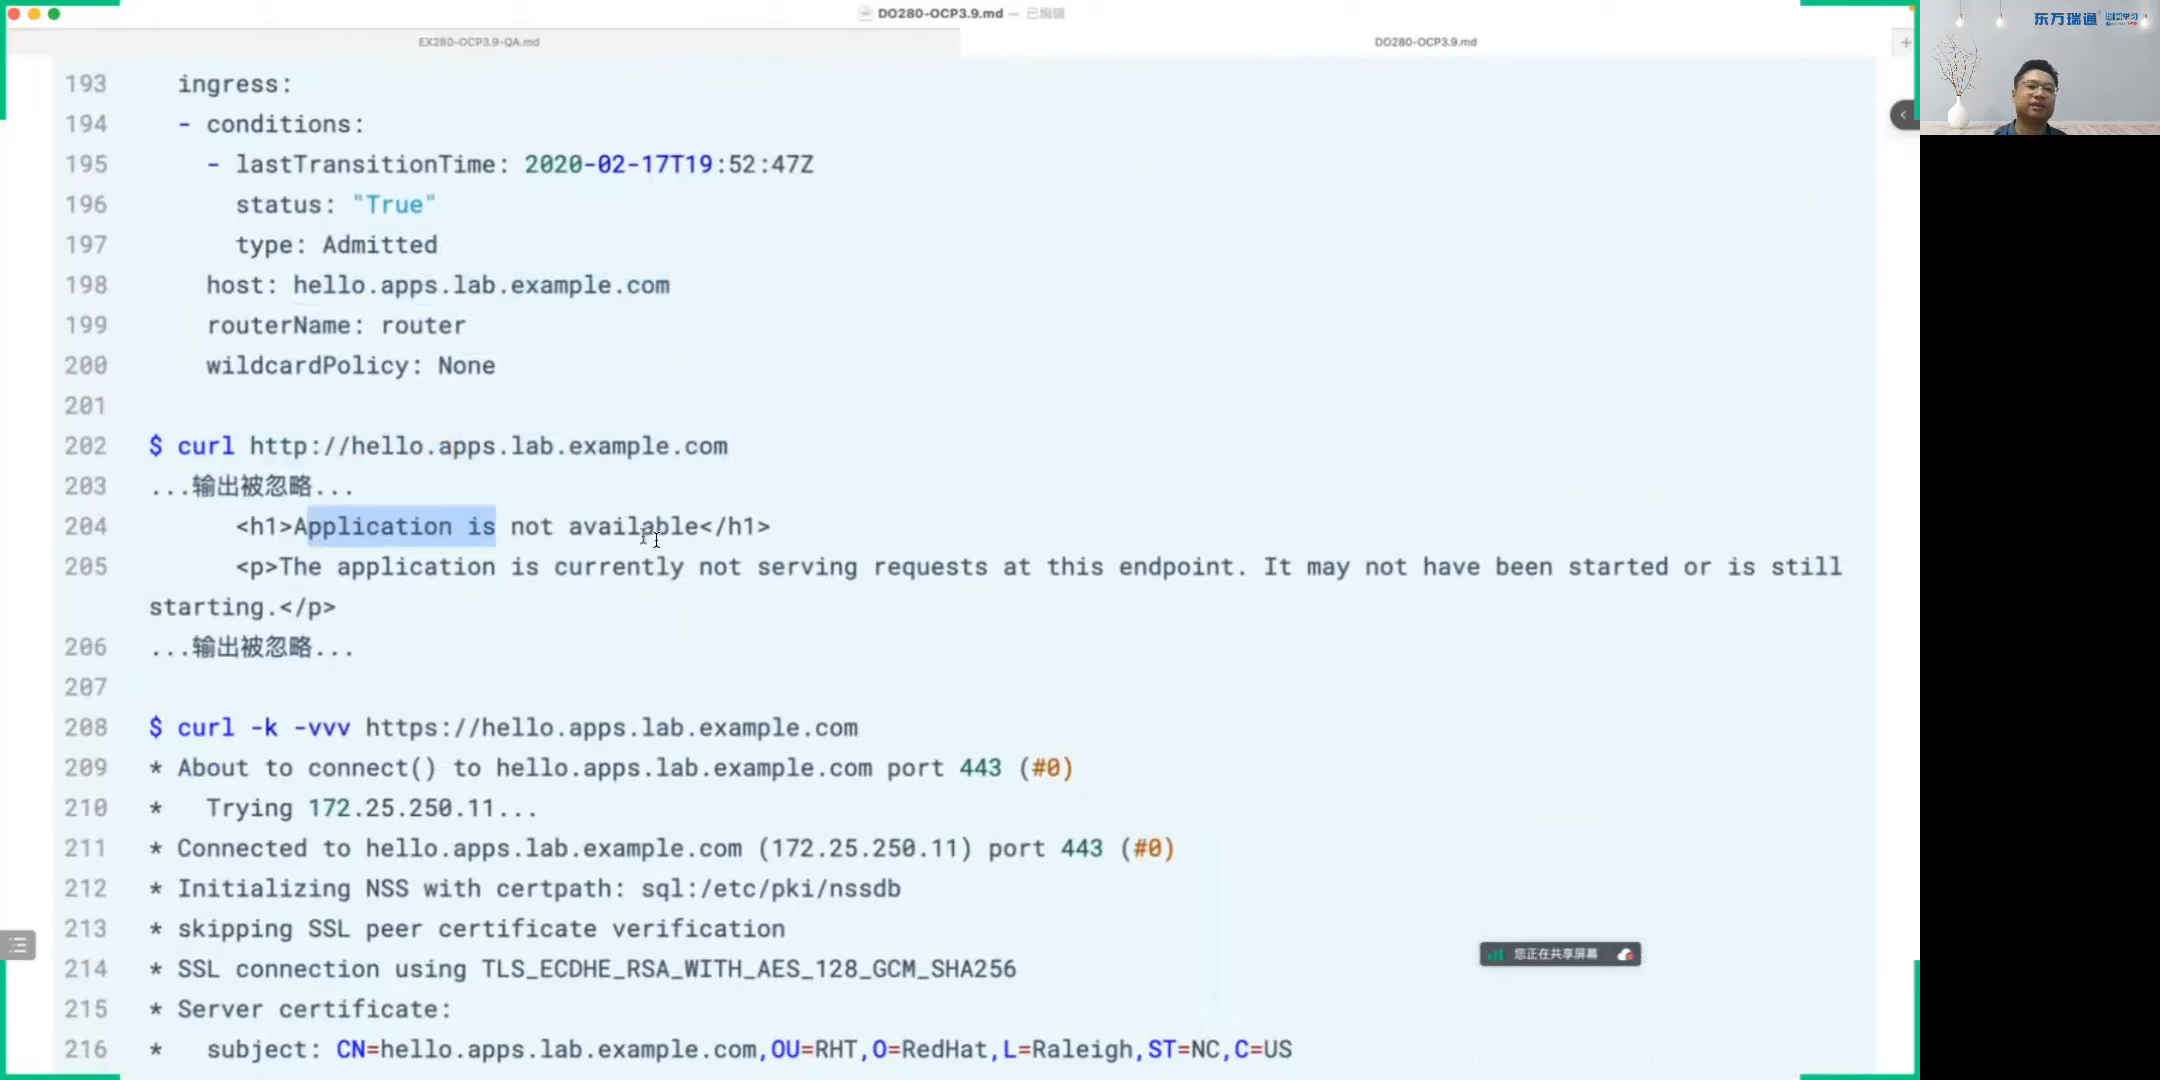 DO280-OCP3.9.md — 已编辑
EX280-OCP3.9-QA.md
DO280-OCP3.9.md
东方瑞通
193 ingress:
194 - conditions:
195 - lastTransitionTime: 2020-02-17T19:52:47Z
196 status: "True"
197 type: Admitted
198 host: hello.apps.lab.example.com
199 routerName: router
200 wildcardPolicy: None
201
202 $ curl http://hello.apps.lab.example.com
203 ...输出被忽略...
204 <h1>Application is not available</h1>
205 <p>The application is currently not serving requests at this endpoint. It may not have been started or is still
starting.</p>
206 ...输出被忽略...
207
208 $ curl -k -vvv https://hello.apps.lab.example.com
209 * About to connect() to hello.apps.lab.example.com port 443 (#0)
210 * Trying 172.25.250.11...
211 * Connected to hello.apps.lab.example.com (172.25.250.11) port 443 (#0)
212 * Initializing NSS with certpath: sql:/etc/pki/nssdb
213 * skipping SSL peer certificate verification
214 * SSL connection using TLS_ECDHE_RSA_WITH_AES_128_GCM_SHA256
215 * Server certificate:
216 * subject: CN=hello.apps.lab.example.com,OU=RHT,O=RedHat,L=Raleigh,ST=NC,C=US
您正在共享屏幕